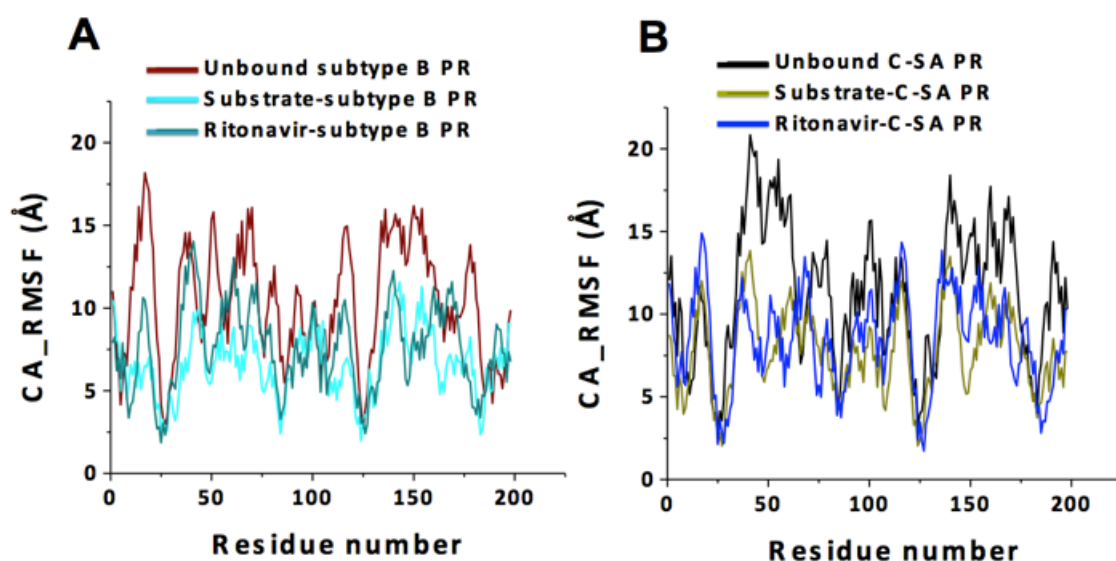 A
Unbound subtype B PR
Substrate-subtype B PR
Ritonavir-subtype B PR
CA_RMSF (Å)
20
15
10
5
0
0 50 100 150 200
Residue number
B
Unbound C-SA PR
Substrate-C-SA PR
Ritonavir-C-SA PR
CA_RMSF (Å)
20
15
10
5
0
0 50 100 150 200
Residue number